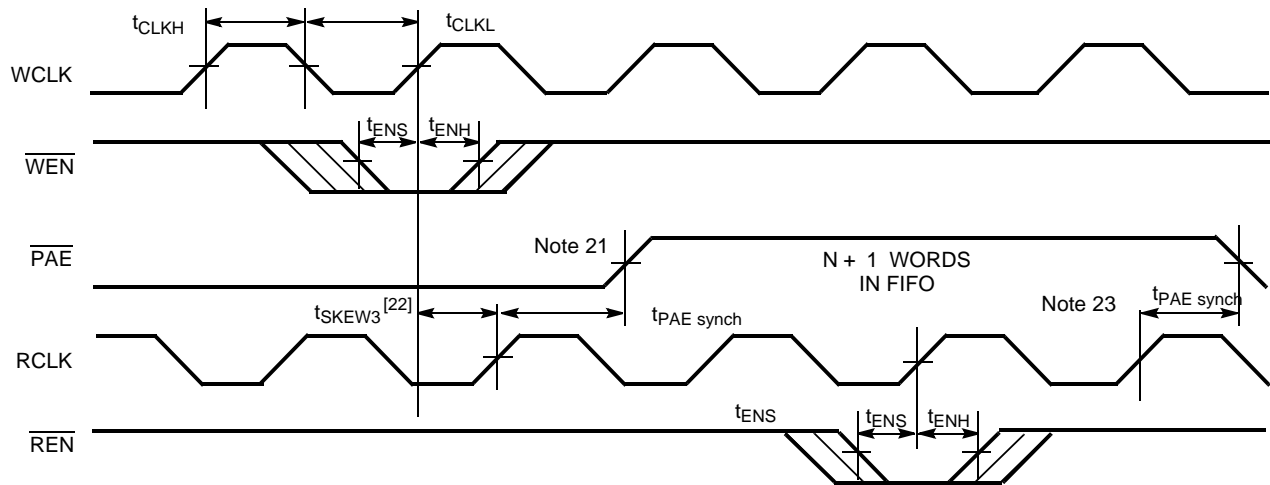 tCLKH
tCLKL
WCLK
tENS
tENH
WEN
Note 21
PAE
N + 1 WORDS
IN FIFO
Note 23
tSKEW3 [22]
tPAE synch
tPAE synch
RCLK
tENS
tENS
tENH
REN